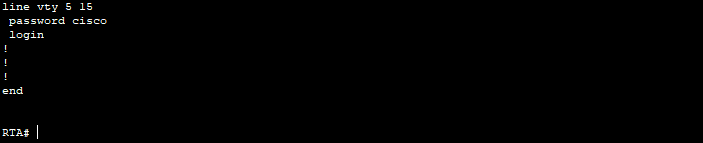 line vty 5 15
 password cisco
 login
!
!
!
end
RTA#